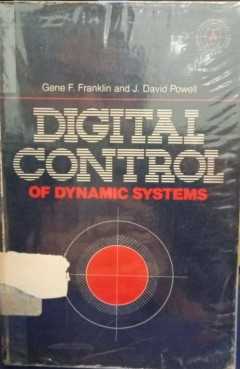 Gene F. Franklin and J. David Powell
DIGITAL
CONTROL
OF DYNAMIC SYSTEMS